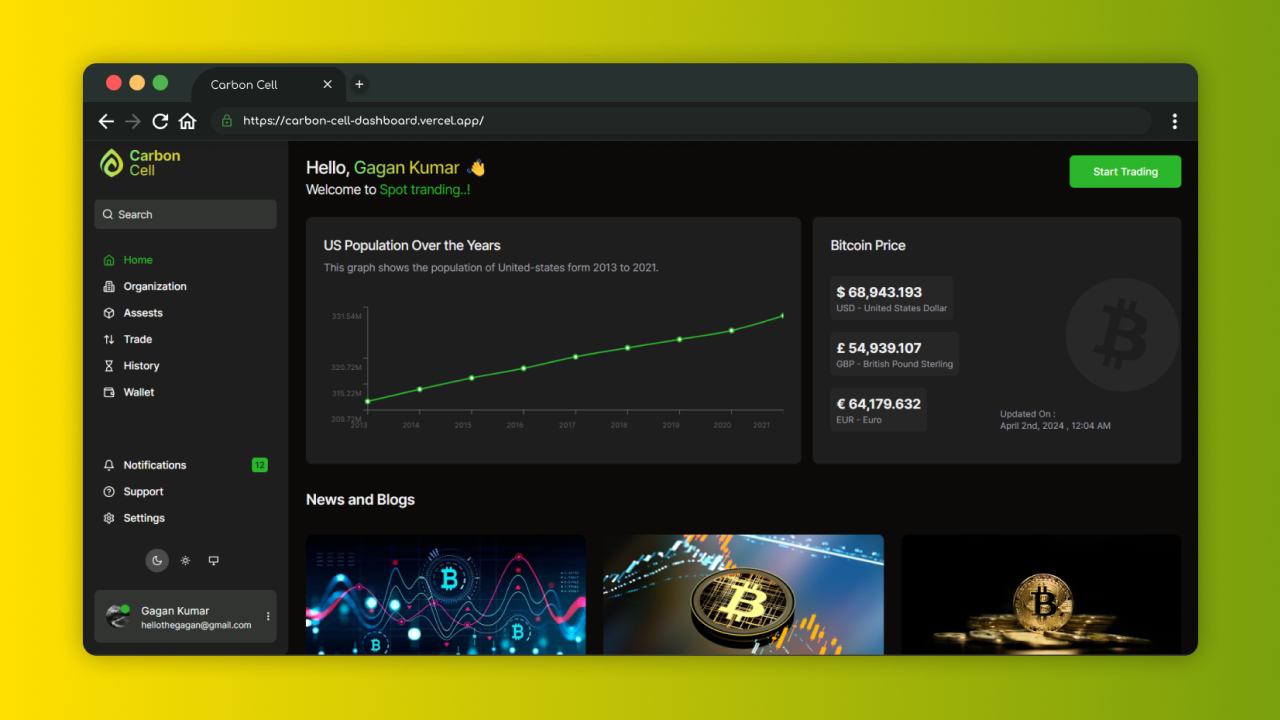 Carbon Cell
https://carbon-cell-dashboard.vercel.app/
Carbon
Cell
Search
Home
Organization
Assests
Trade
History
Wallet
Notifications 12
Support
Settings
Gagan Kumar
hellothegagan@gmail.com
Hello, Gagan Kumar 👋
Welcome to Spot tranding..!
Start Trading
US Population Over the Years
This graph shows the population of United-states form 2013 to 2021.
331.54M
320.72M
315.22M
309.72M
2013 2014 2015 2016 2017 2018 2019 2020 2021
Bitcoin Price
$ 68,943.193
USD - United States Dollar
£ 54,939.107
GBP - British Pound Sterling
€ 64,179.632
EUR - Euro
Updated On :
April 2nd, 2024 , 12:04 AM
News and Blogs